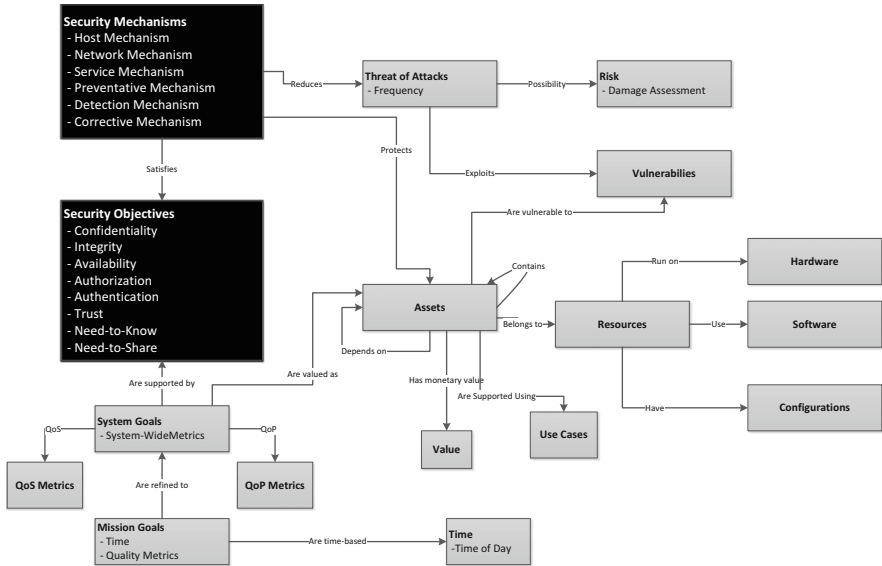 Security Mechanisms
- Host Mechanism
- Network Mechanism
- Service Mechanism
- Preventative Mechanism
- Detection Mechanism
- Corrective Mechanism
Reduces
Threat of Attacks
- Frequency
Possibility
Risk
- Damage Assessment
Protects
Satisfies
Exploits
Vulnerabilies
Security Objectives
- Confidentiality
- Integrity
- Availability
- Authorization
- Authentication
- Trust
- Need-to-Know
- Need-to-Share
Are vulnerable to
Contains
Assets
Depends on
Belongs to
Resources
Run on
Hardware
Use
Software
Have
Configurations
Are supported by
Are valued as
Has monetary value
Are Supported Using
Value
Use Cases
System Goals
- System-WideMetrics
QoS
QoP
QoS Metrics
QoP Metrics
Are refined to
Mission Goals
- Time
- Quality Metrics
Are time-based
Time
-Time of Day